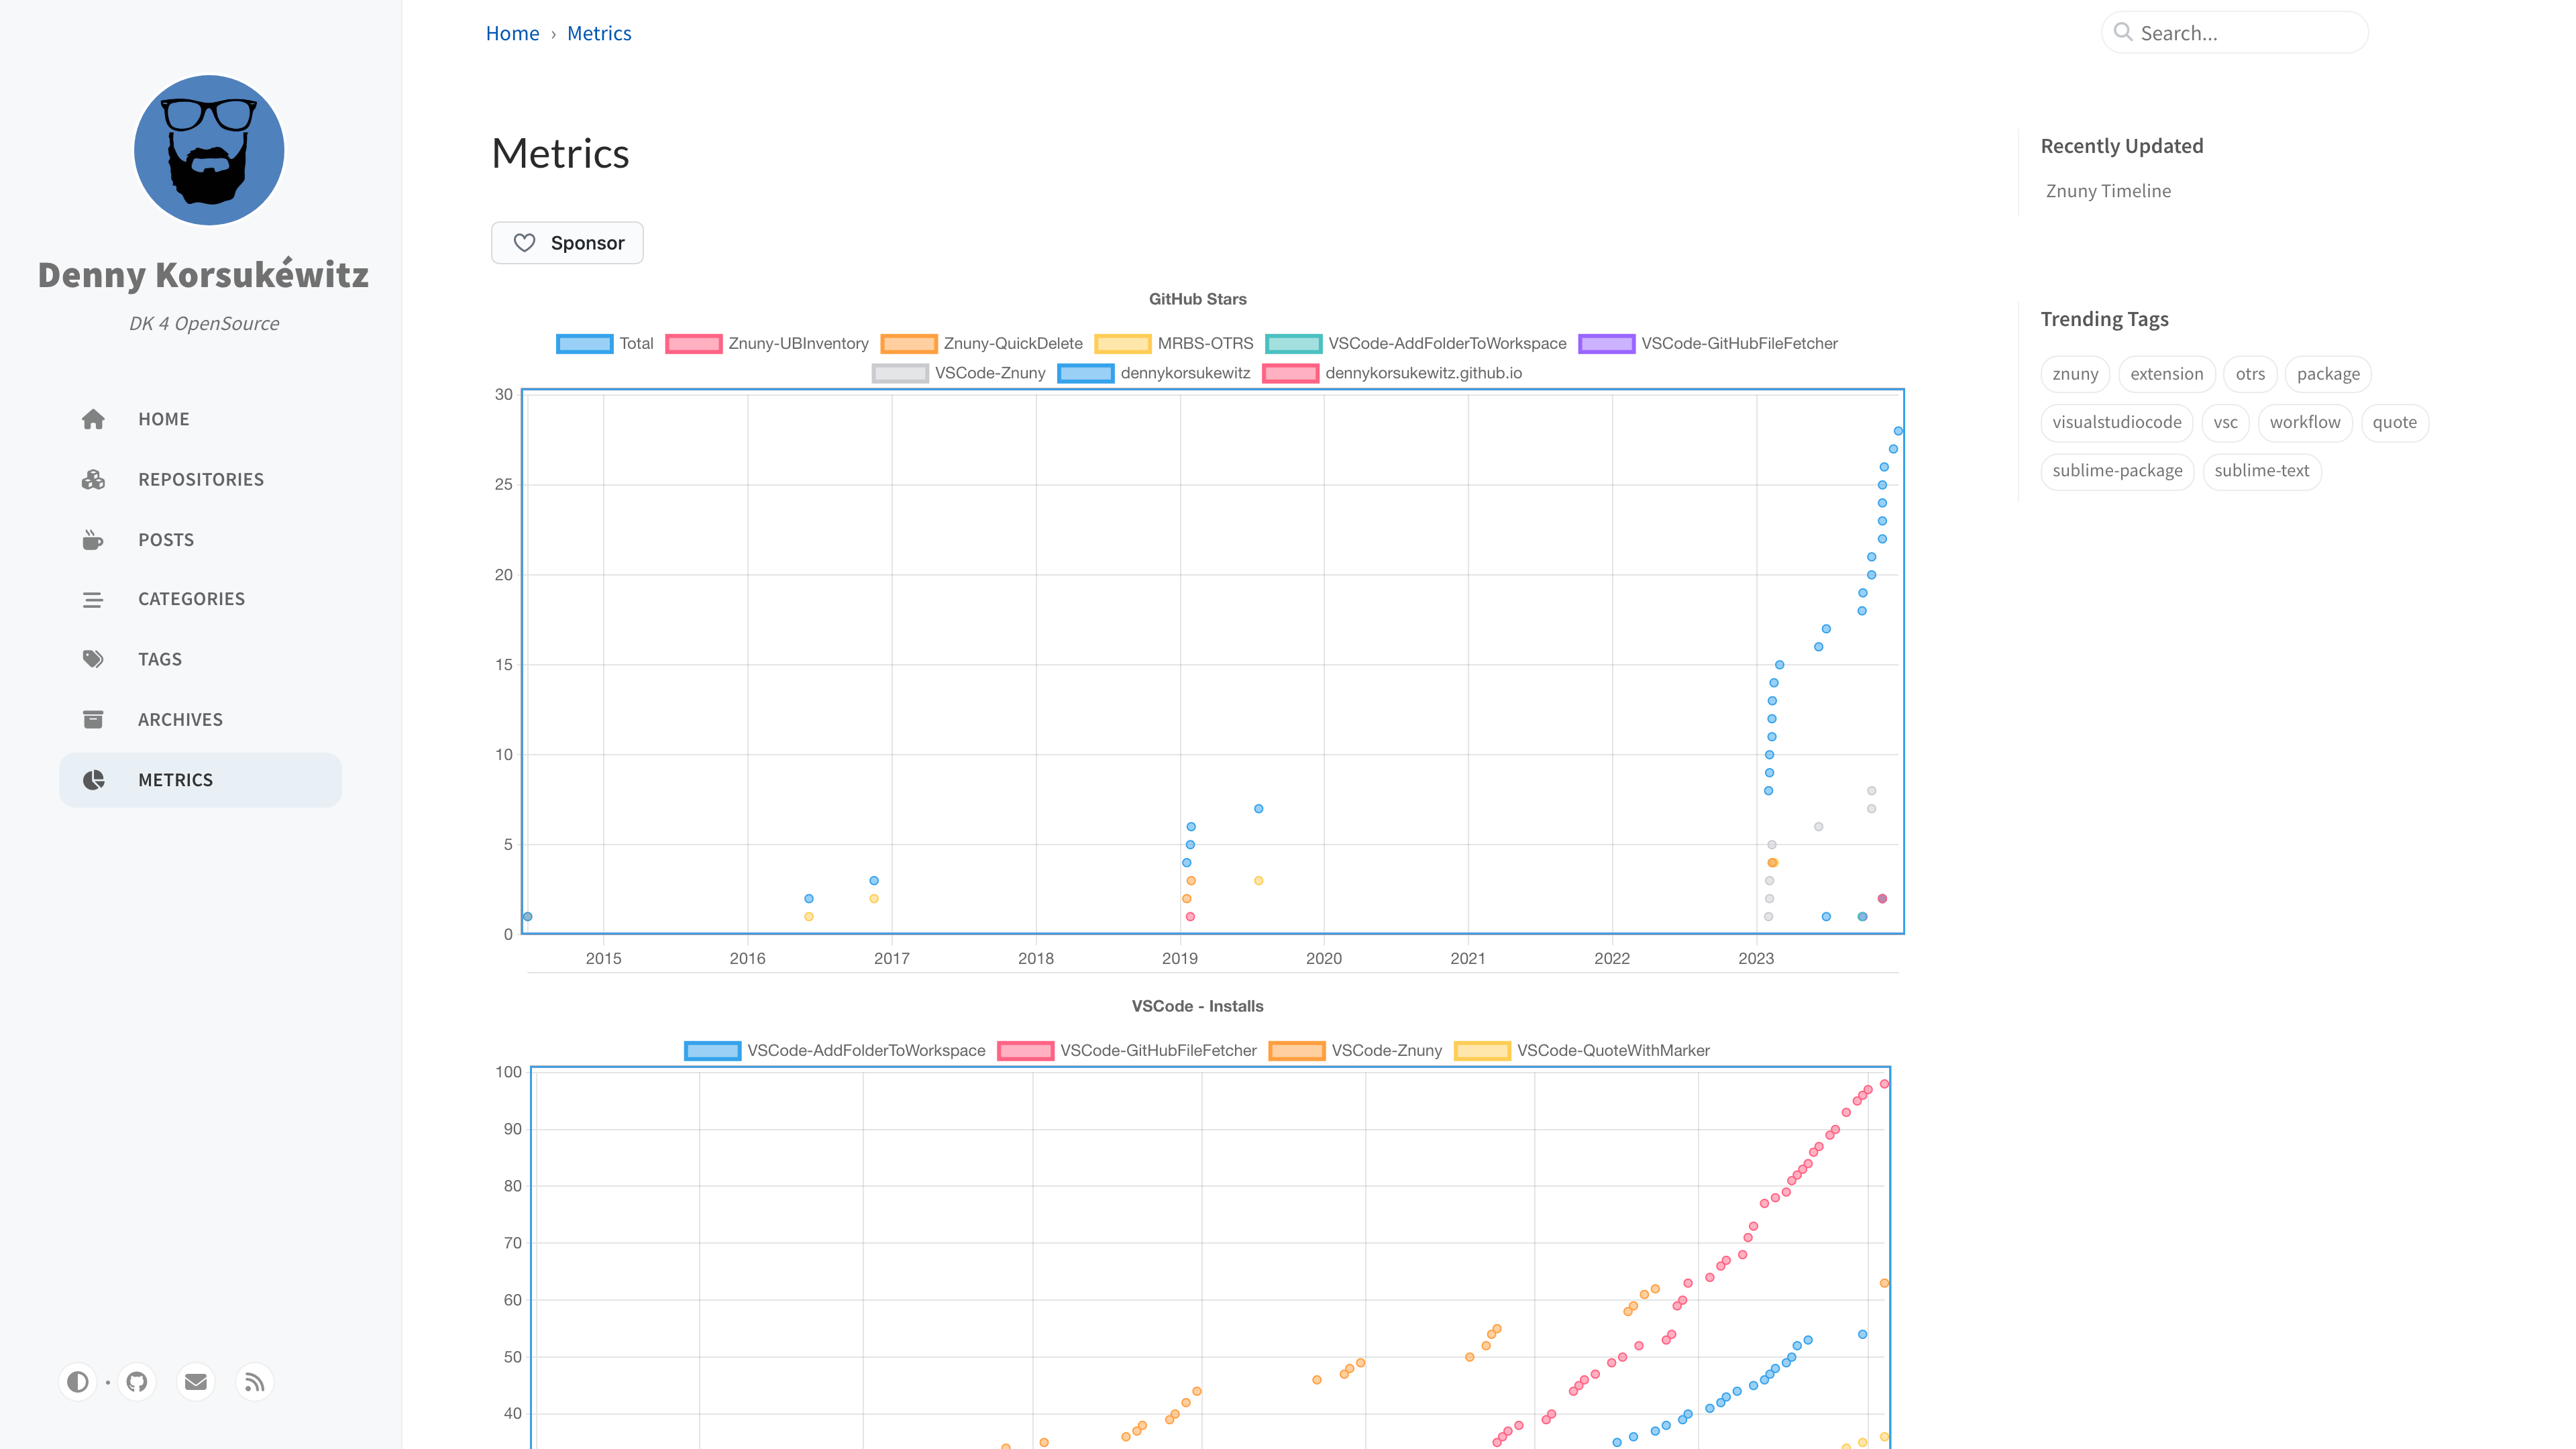 Denny Korsukéwitz
DK 4 OpenSource
HOME
REPOSITORIES
POSTS
CATEGORIES
TAGS
ARCHIVES
METRICS
Home › Metrics
Search...
Metrics
Sponsor
GitHub Stars
Total Znuny-UBInventory Znuny-QuickDelete MRBS-OTRS VSCode-AddFolderToWorkspace VSCode-GitHubFileFetcher
VSCode-Znuny dennykorsukewitz dennykorsukewitz.github.io
30
25
20
15
10
5
0
2015 2016 2017 2018 2019 2020 2021 2022 2023
VSCode - Installs
VSCode-AddFolderToWorkspace VSCode-GitHubFileFetcher VSCode-Znuny VSCode-QuoteWithMarker
100
90
80
70
60
50
40
Recently Updated
Znuny Timeline
Trending Tags
znuny extension otrs package
visualstudiocode vsc workflow quote
sublime-package sublime-text